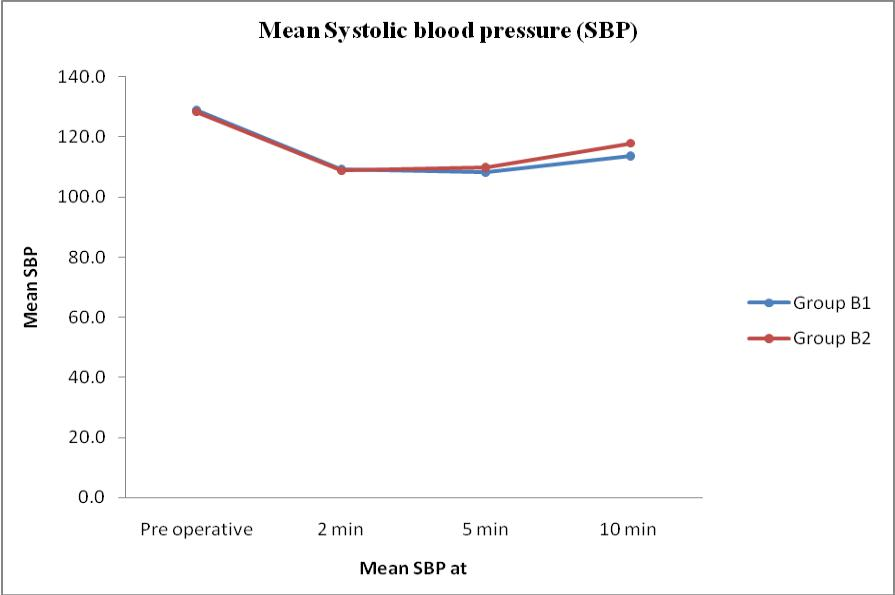 Mean Systolic blood pressure (SBP)
140.0
120.0
100.0
80.0
60.0
40.0
20.0
0.0
Mean SBP
Pre operative 2 min 5 min 10 min
Mean SBP at
Group B1
Group B2